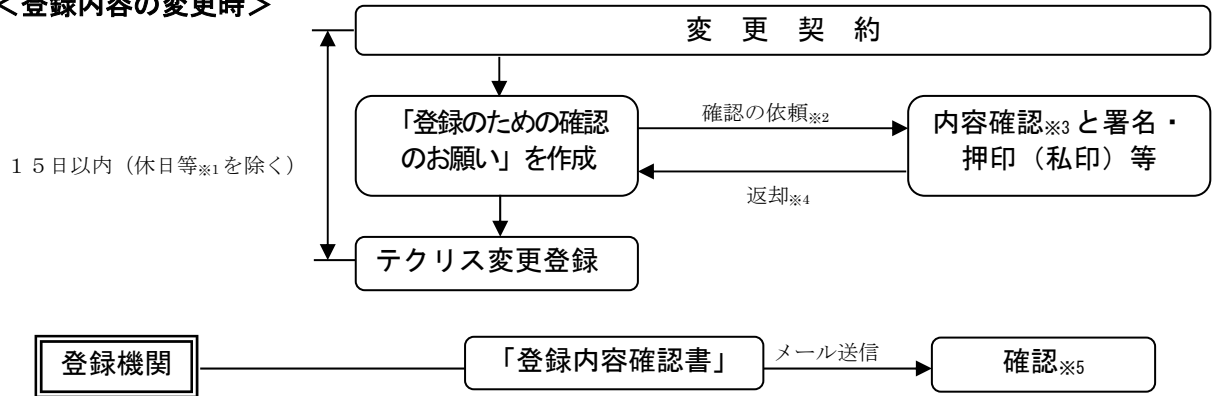 ＜登録内容の変更時＞
変　更　契　約
「登録のための確認
のお願い」を作成
確認の依頼※2
内容確認※3と署名・
押印（私印）等
１５日以内（休日等※1を除く）
返却※4
テクリス変更登録
登録機関
「登録内容確認書」
メール送信
確認※5